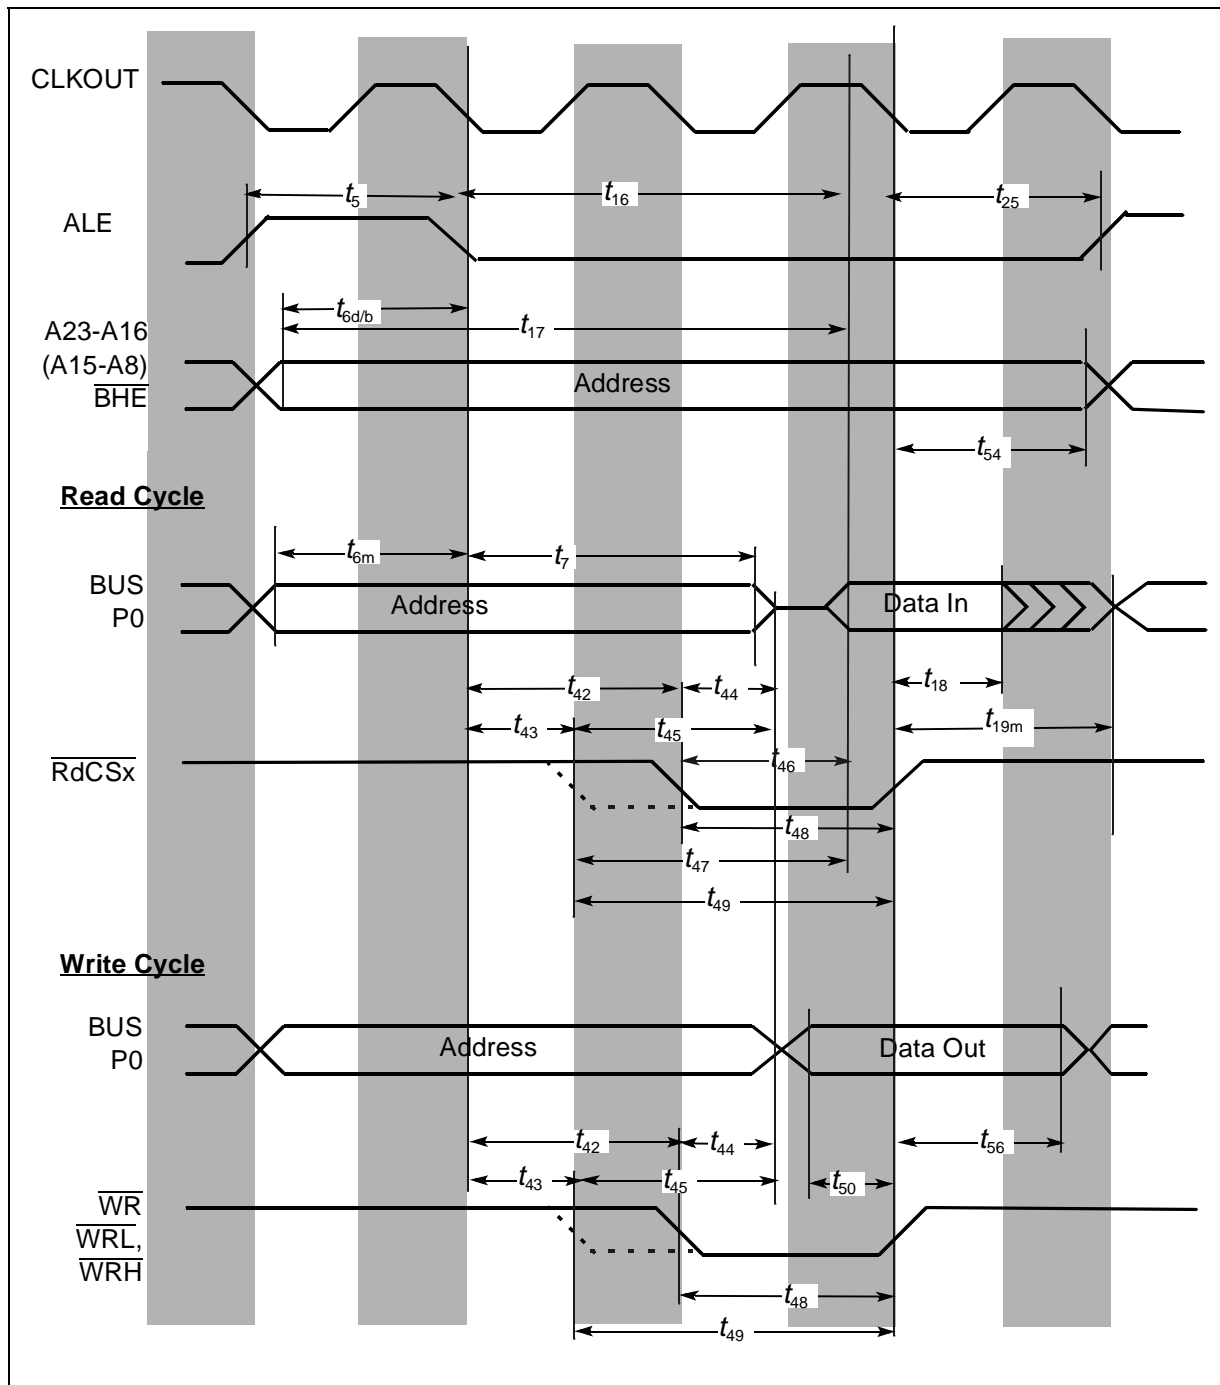 CLKOUT
t5 t16 t25
ALE
t6d/b
A23-A16 t17
(A15-A8) Address
BHE
t54
Read Cycle
t6m t7
BUS Address Data In
P0
t42 t44 t18
t43 t45 t19m
RdCSx t46
t48
t47
t49
Write Cycle
BUS Address Data Out
P0
t42 t44 t56
t43 t45 t50
WR
WRL,
WRH
t48
t49